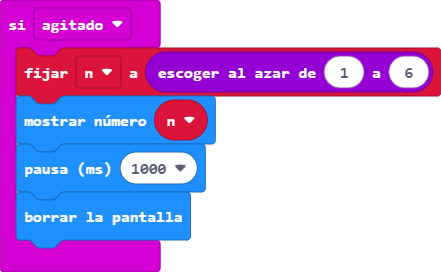 si agitado
fijar n a escoger al azar de 1 a 6
mostrar número n
pausa (ms) 1000
borrar la pantalla